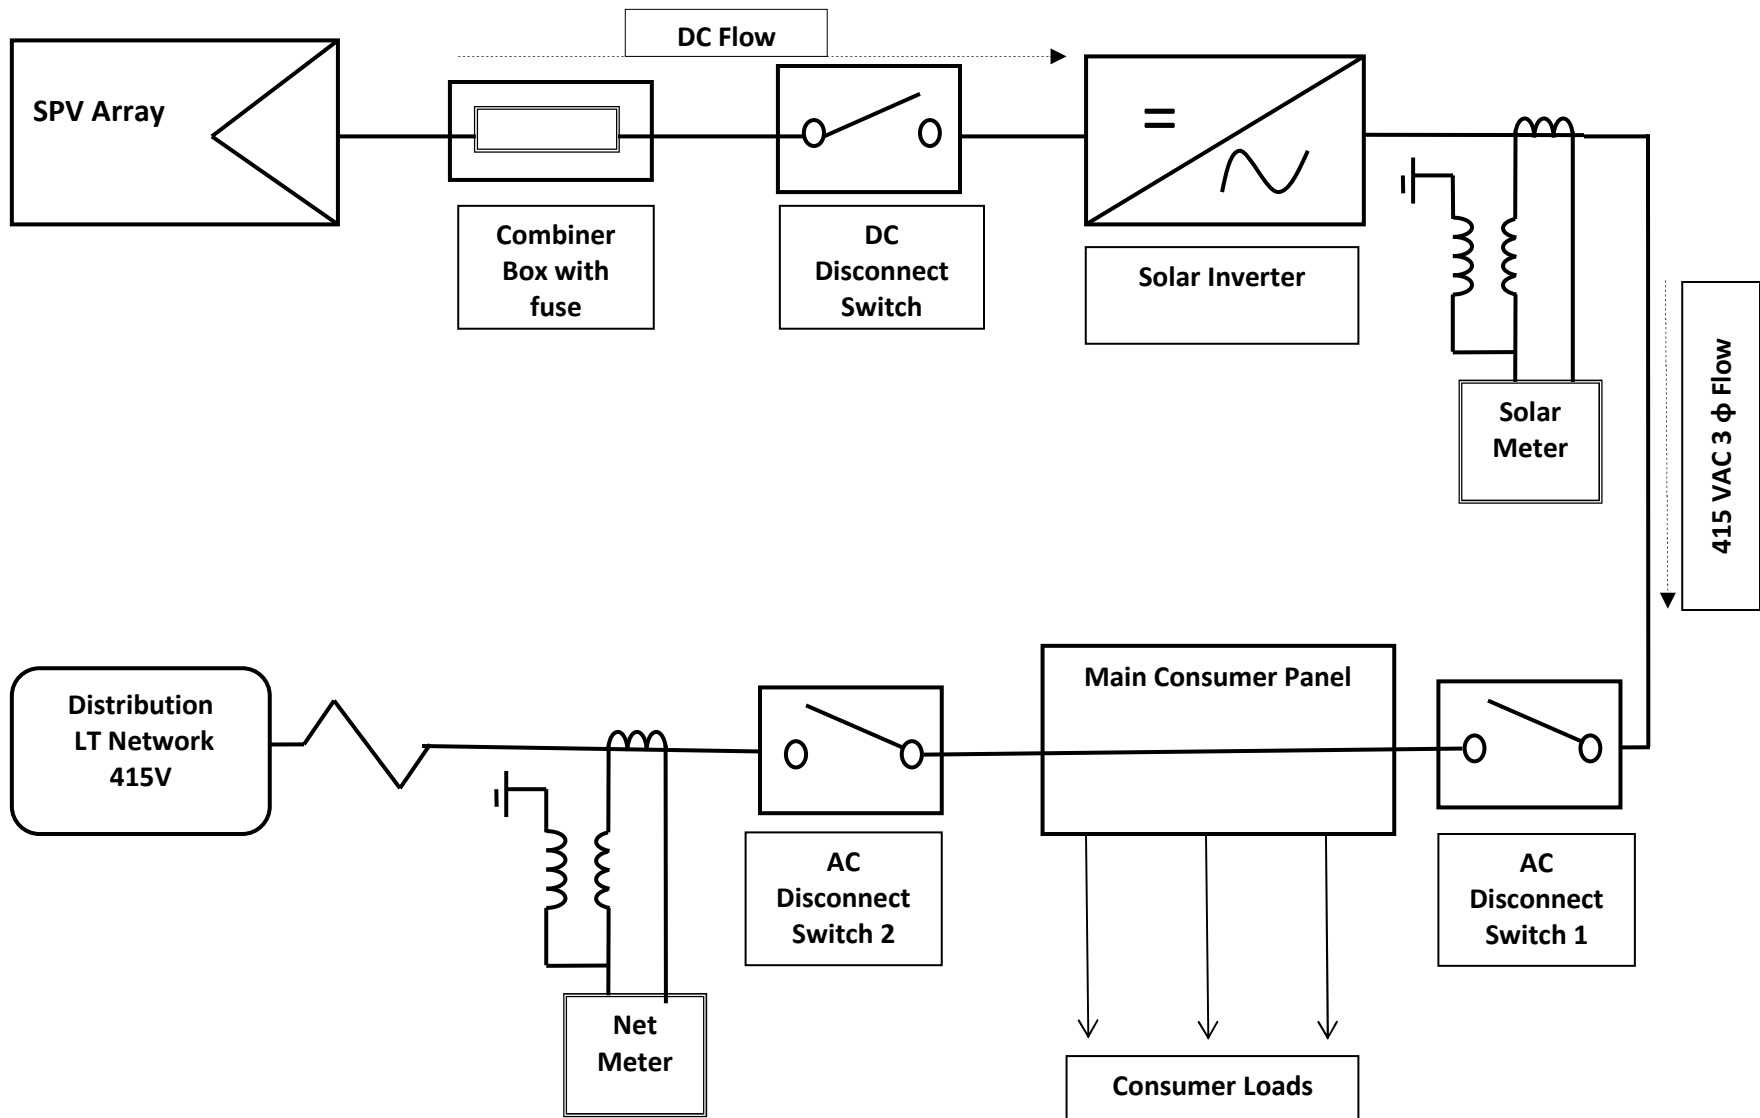 DC Flow
SPV Array
=
Combiner
Box with
fuse
DC
Disconnect
Switch
Solar Inverter
Solar
Meter
415 VAC 3 ф Flow
Distribution
LT Network
415V
Main Consumer Panel
AC
Disconnect
Switch 2
AC
Disconnect
Switch 1
Net
Meter
Consumer Loads